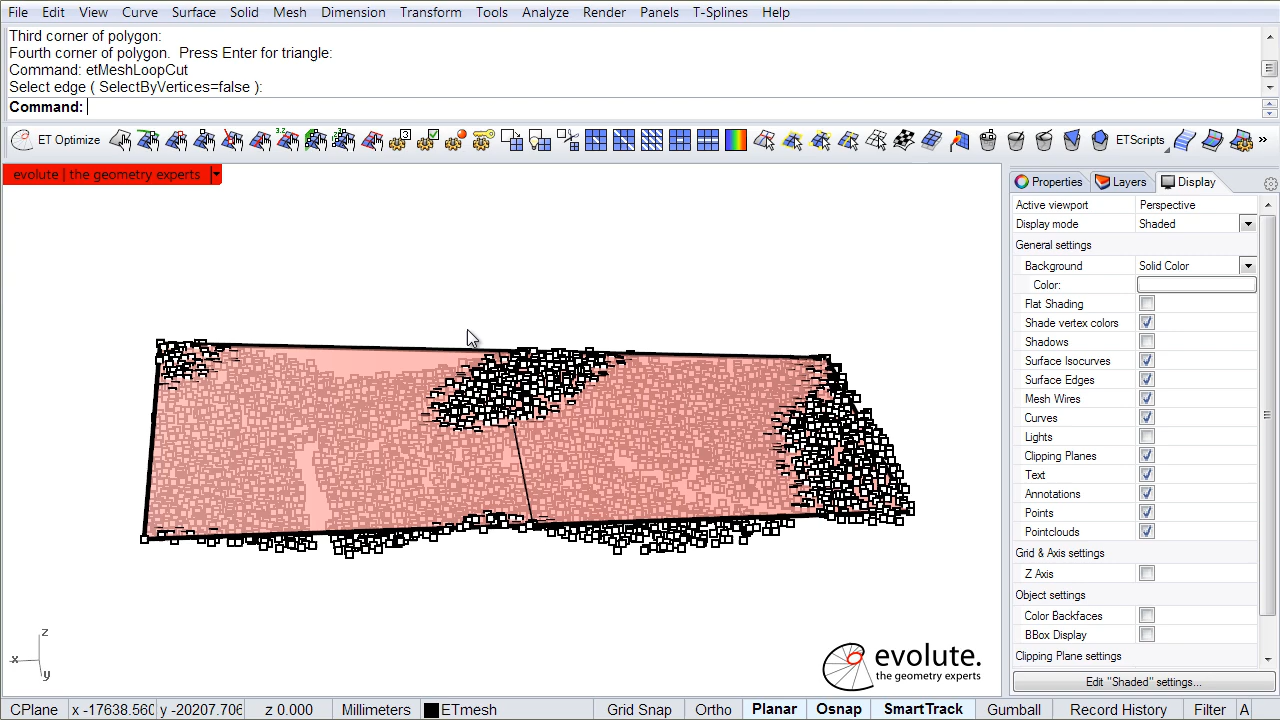 File Edit View Curve Surface Solid Mesh Dimension Transform Tools Analyze Render Panels T-Splines Help
Third corner of polygon:
Fourth corner of polygon.  Press Enter for triangle:
Command: etMeshLoopCut
Select edge ( SelectByVertices=false ):
Command:
ET Optimize ETScripts
evolute | the geometry experts
Properties Layers Display
Active viewport Perspective
Display mode Shaded
General settings
Background Solid Color
Color:
Flat Shading
Shade vertex colors
Shadows
Surface Isocurves
Surface Edges
Mesh Wires
Curves
Lights
Clipping Planes
Text
Annotations
Points
Pointclouds
Grid & Axis settings
Z Axis
Object settings
Color Backfaces
BBox Display
Clipping Plane settings
Edit "Shaded" settings...
z
x
y
evolute.
the geometry experts
CPlane x -17638.560 y -20207.706 z 0.000 Millimeters ETmesh Grid Snap Ortho Planar Osnap SmartTrack Gumball Record History Filter A